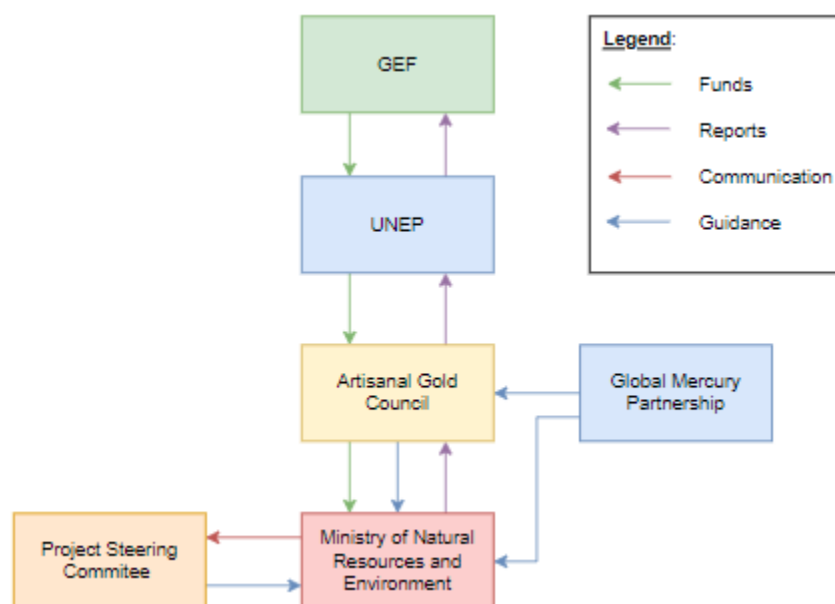 GEF
Legend:
Funds
Reports
Communication
Guidance
UNEP
Artisanal Gold
Council
Global Mercury
Partnership
Project Steering
Commitee
Ministry of Natural
Resources and
Environment